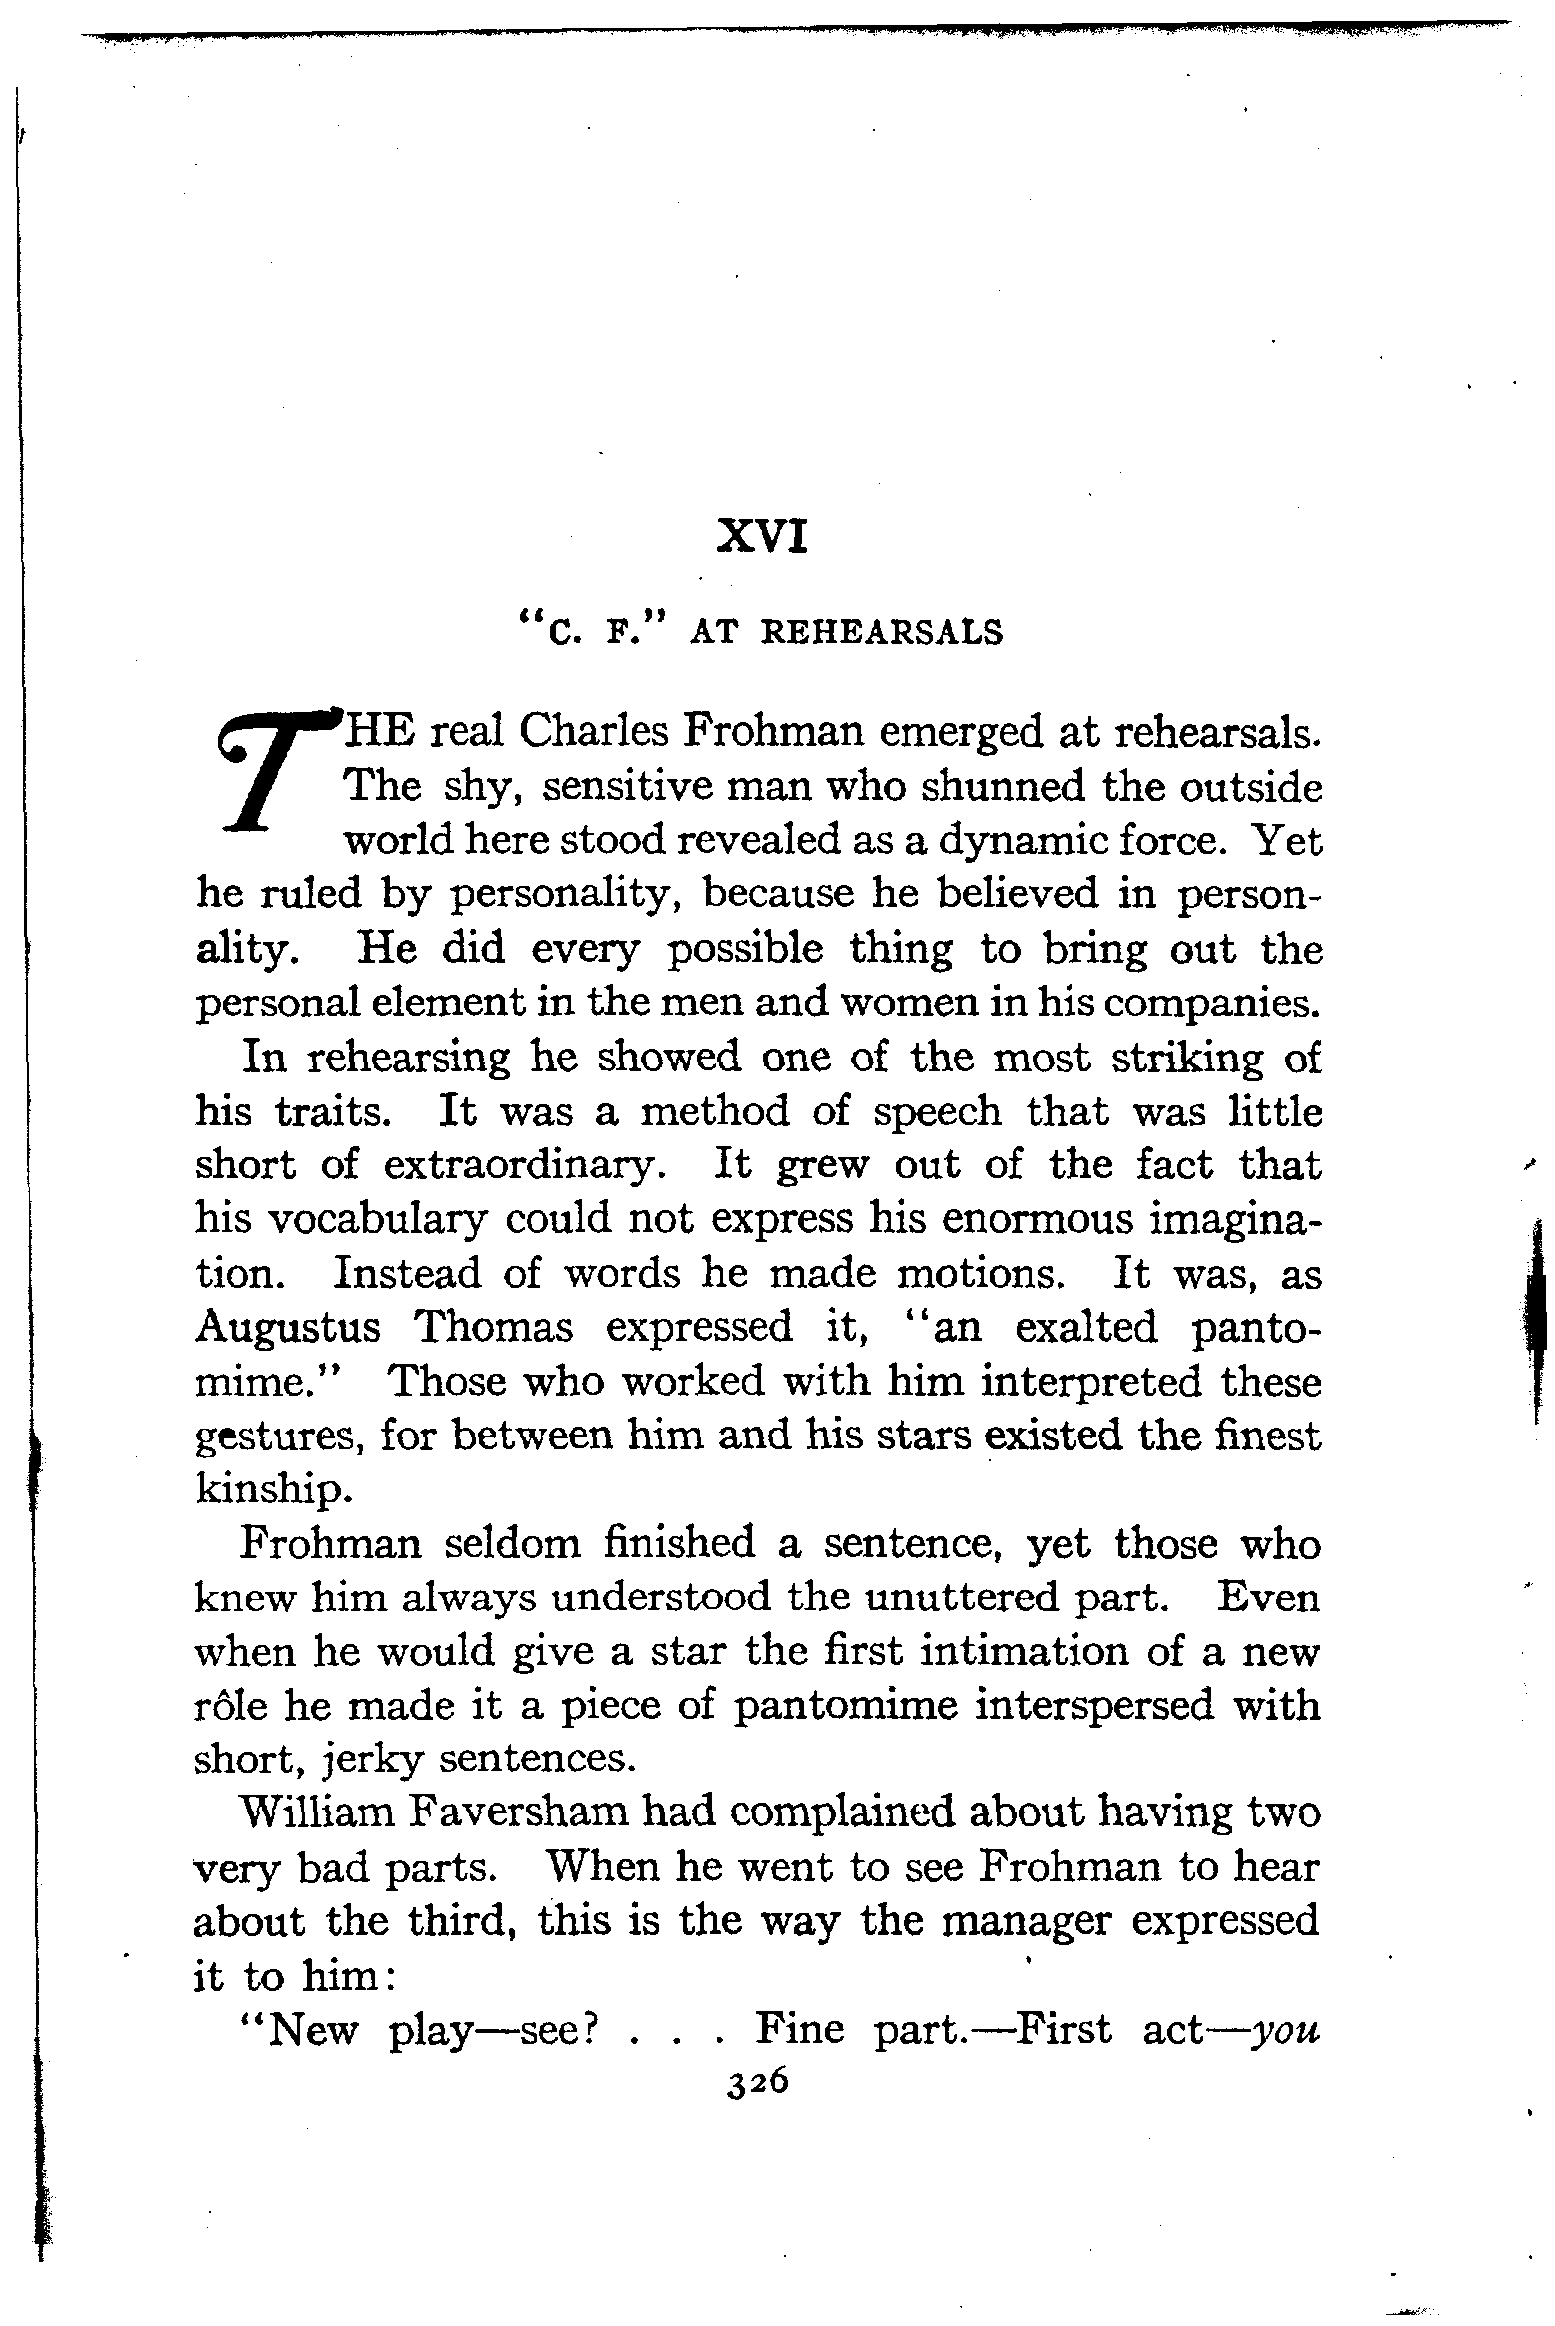 XVI
“C. F.” AT REHEARSALS
THE real Charles Frohman emerged at rehearsals.
The shy, sensitive man who shunned the outside
world here stood revealed as a dynamic force. Yet
he ruled by personality, because he believed in person-
ality. He did every possible thing to bring out the
personal element in the men and women in his companies.
In rehearsing he showed one of the most striking of
his traits. It was a method of speech that was little
short of extraordinary. It grew out of the fact that
his vocabulary could not express his enormous imagina-
tion. Instead of words he made motions. It was, as
Augustus Thomas expressed it, “an exalted panto-
mime.” Those who worked with him interpreted these
gestures, for between him and his stars existed the finest
kinship.
Frohman seldom finished a sentence, yet those who
knew him always understood the unuttered part. Even
when he would give a star the first intimation of a new
rôle he made it a piece of pantomime interspersed with
short, jerky sentences.
William Faversham had complained about having two
very bad parts. When he went to see Frohman to hear
about the third, this is the way the manager expressed
it to him:
“New play—see? . . . Fine part.—First act—you
326